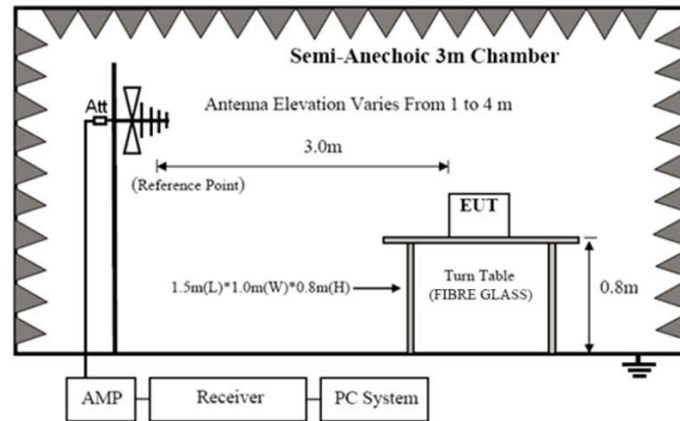 Semi-Anechoic 3m Chamber
Att
Antenna Elevation Varies From 1 to 4 m
3.0m
(Reference Point)
EUT
1.5m(L)*1.0m(W)*0.8m(H)
Turn Table
(FIBRE GLASS)
0.8m
AMP
Receiver
PC System